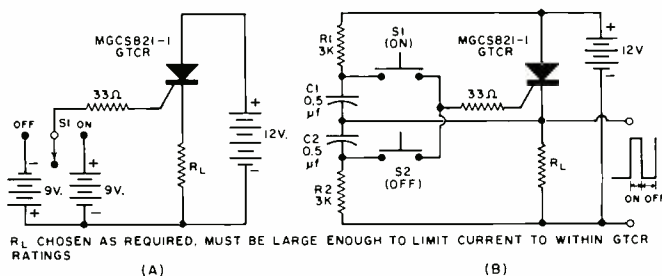 MGCS821-1
GTCR
33Ω
OFF
S1
ON
9V.
9V.
RL
12V.
R1
3K
S1
(ON)
MGCS821-1
GTCR
C1
0.5
µf
33Ω
12V
C2
0.5
µf
S2
(OFF)
RL
R2
3K
ON OFF
RL CHOSEN AS REQUIRED, MUST BE LARGE ENOUGH TO LIMIT CURRENT TO WITHIN GTCR
RATINGS
(A)
(B)